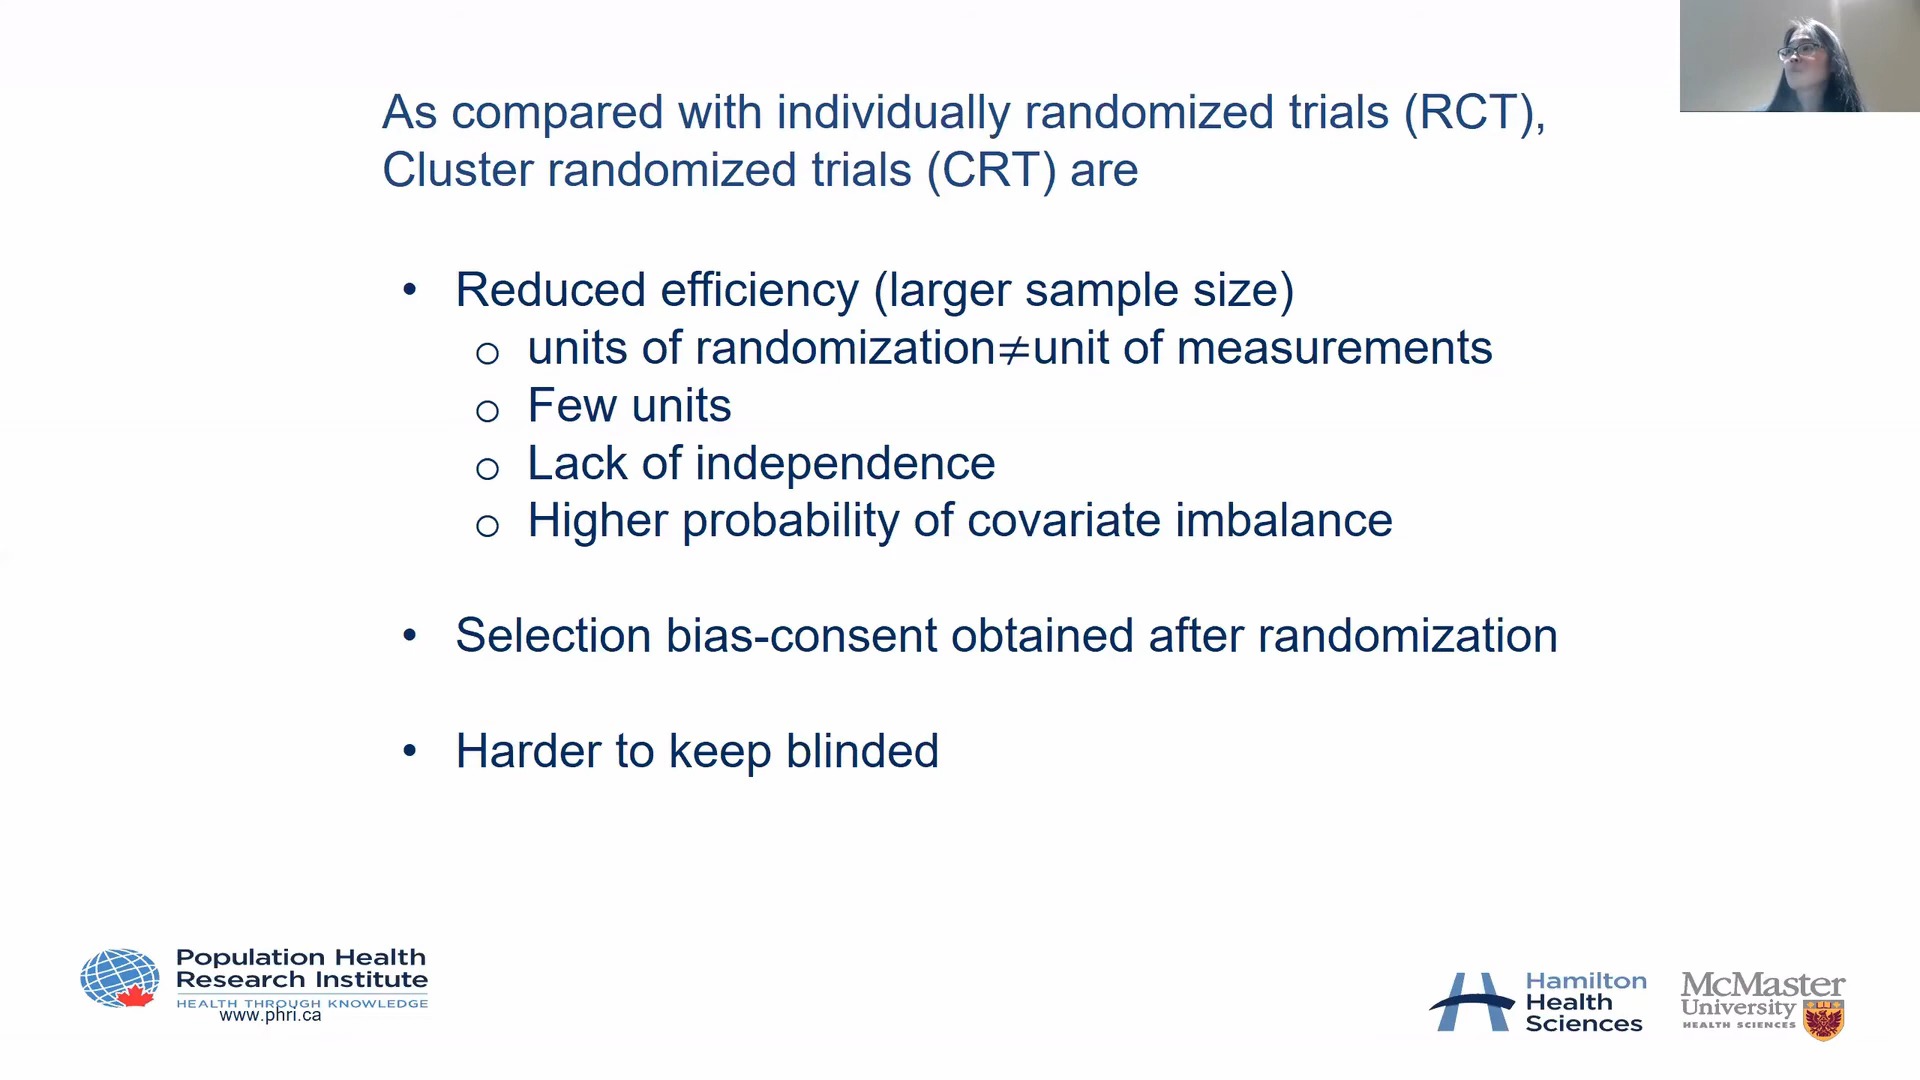 As compared with individually randomized trials (RCT),
Cluster randomized trials (CRT) are
• Reduced efficiency (larger sample size)
o units of randomization≠unit of measurements
o Few units
o Lack of independence
o Higher probability of covariate imbalance
• Selection bias-consent obtained after randomization
• Harder to keep blinded
Population Health
Research Institute
HEALTH THROUGH KNOWLEDGE
www.phri.ca
Hamilton
Health
Sciences
McMaster
University
HEALTH SCIENCES